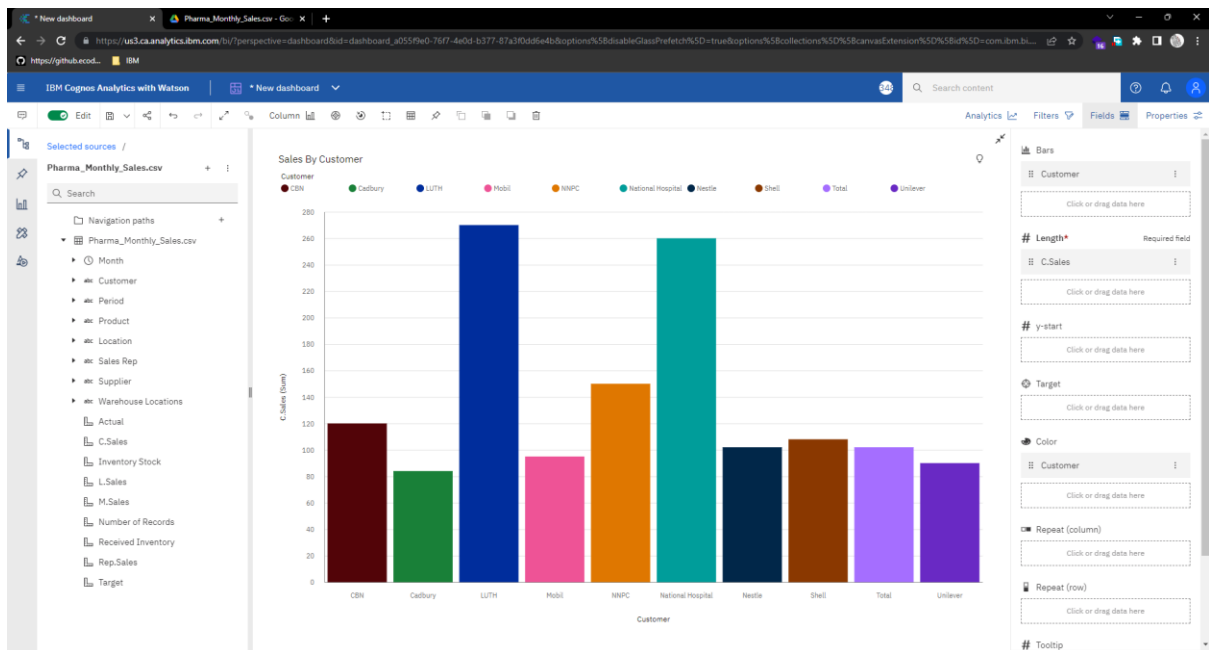 * New dashboard
Pharma_Monthly_Sales.csv - Goo
https://us3.ca.analytics.ibm.com/bi/?perspective=dashboard&id=dashboard_a055f9e0-76f7-4e0d-b377-87a3f0dd6e4b&options%5BdisableGlassPrefetch%5D=true&options%5Bcollections%5D%5BcanvasExtension%5D%5Bid%5D=com.ibm.bi....
16
https://github.ecod... IBM
IBM Cognos Analytics with Watson
* New dashboard
348
Search content
Edit
Column
Analytics
Filters
Fields
Properties
Selected sources /
Pharma_Monthly_Sales.csv
Search
Navigation paths
Pharma_Monthly_Sales.csv
Month
abc Customer
abc Period
abc Product
abc Location
abc Sales Rep
abc Supplier
abc Warehouse Locations
Actual
C.Sales
Inventory Stock
L.Sales
M.Sales
Number of Records
Received Inventory
Rep.Sales
Target
Sales By Customer
Customer
CBN Cadbury LUTH Mobil NNPC National Hospital Nestle Shell Total Unilever
C.Sales (Sum)
280
260
240
220
200
180
160
140
120
100
80
60
40
20
0
CBN Cadbury LUTH Mobil NNPC National Hospital Nestle Shell Total Unilever
Customer
Bars
Customer
Click or drag data here
# Length* Required field
C.Sales
Click or drag data here
# y-start
Click or drag data here
Target
Click or drag data here
Color
Customer
Click or drag data here
Repeat (column)
Click or drag data here
Repeat (row)
Click or drag data here
# Tooltip